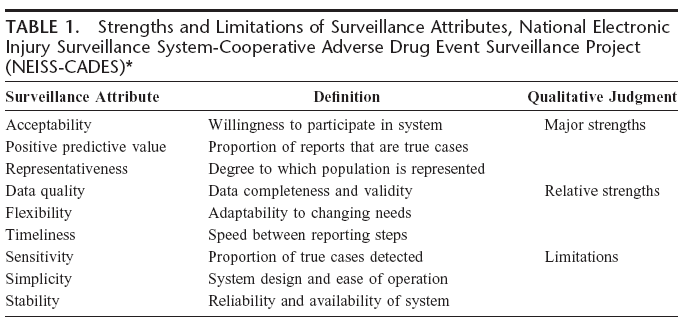 TABLE 1. Strengths and Limitations of Surveillance Attributes, National Electronic
Injury Surveillance System-Cooperative Adverse Drug Event Surveillance Project
(NEISS-CADES)*
Surveillance Attribute Definition Qualitative Judgment
Acceptability Willingness to participate in system Major strengths
Positive predictive value Proportion of reports that are true cases
Representativeness Degree to which population is represented
Data quality Data completeness and validity Relative strengths
Flexibility Adaptability to changing needs
Timeliness Speed between reporting steps
Sensitivity Proportion of true cases detected Limitations
Simplicity System design and ease of operation
Stability Reliability and availability of system